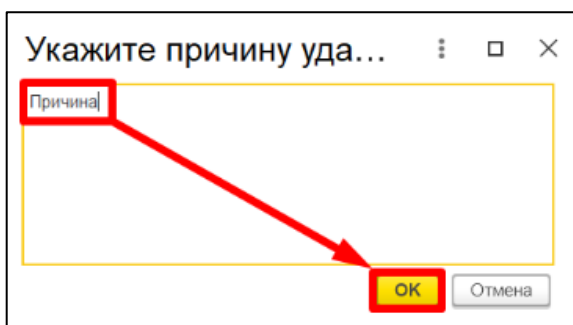 Укажите причину уда...
Причина
ОК
Отмена